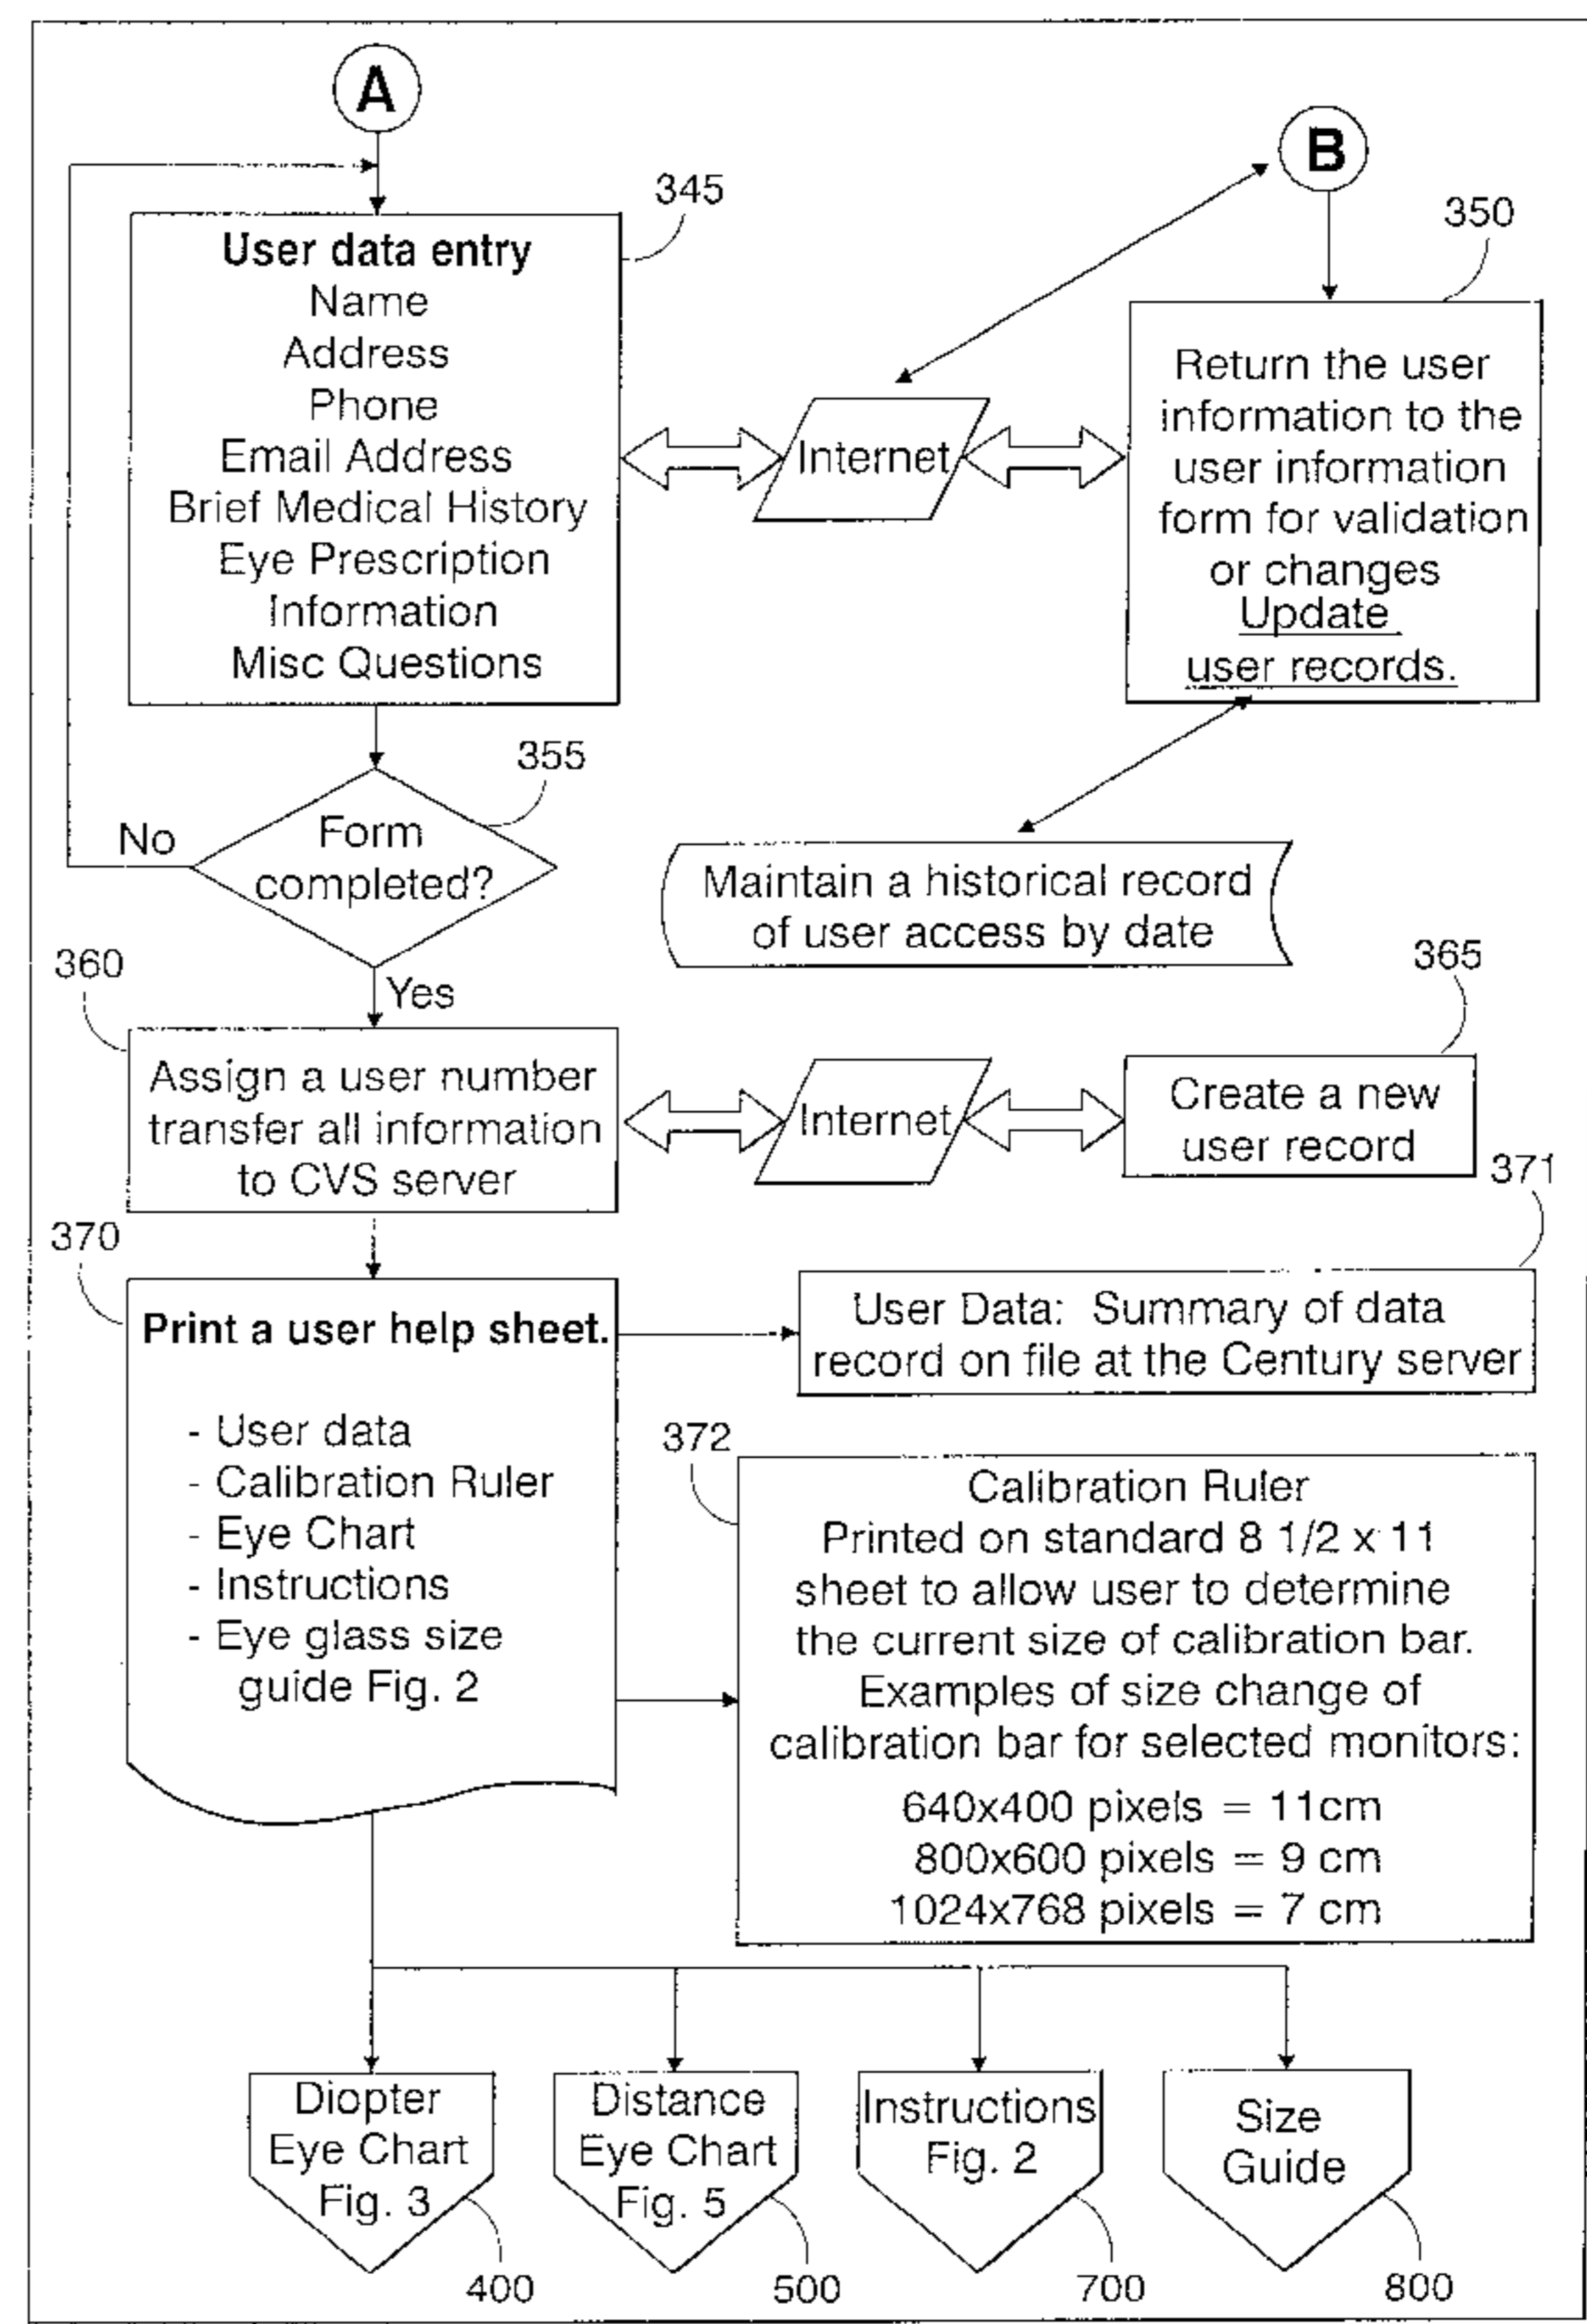 A
B
345
350
User data entry
Name
Address
Phone
Email Address
Brief Medical History
Eye Prescription
Information
Misc Questions
Internet
Return the user
information to the
user information
form for validation
or changes
Update
user records.
355
No
Form
completed?
Yes
Maintain a historical record
of user access by date
360
365
Assign a user number
transfer all information
to CVS server
Internet
Create a new
user record
370
371
Print a user help sheet.
- User data
- Calibration Ruler
- Eye Chart
- Instructions
- Eye glass size
guide Fig. 2
User Data: Summary of data
record on file at the Century server
372
Calibration Ruler
Printed on standard 8 1/2 x 11
sheet to allow user to determine
the current size of calibration bar.
Examples of size change of
calibration bar for selected monitors:
640x400 pixels = 11cm
800x600 pixels = 9 cm
1024x768 pixels = 7 cm
Diopter
Eye Chart
Fig. 3
400
Distance
Eye Chart
Fig. 5
500
Instructions
Fig. 2
700
Size
Guide
800